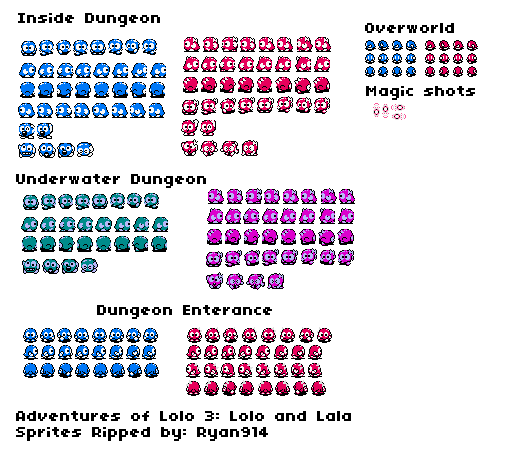 Inside Dungeon
Overworld
Magic shots
Underwater Dungeon
Dungeon Enterance
Adventures of Lolo 3: Lolo and Lala
Sprites Ripped by: Ryan914